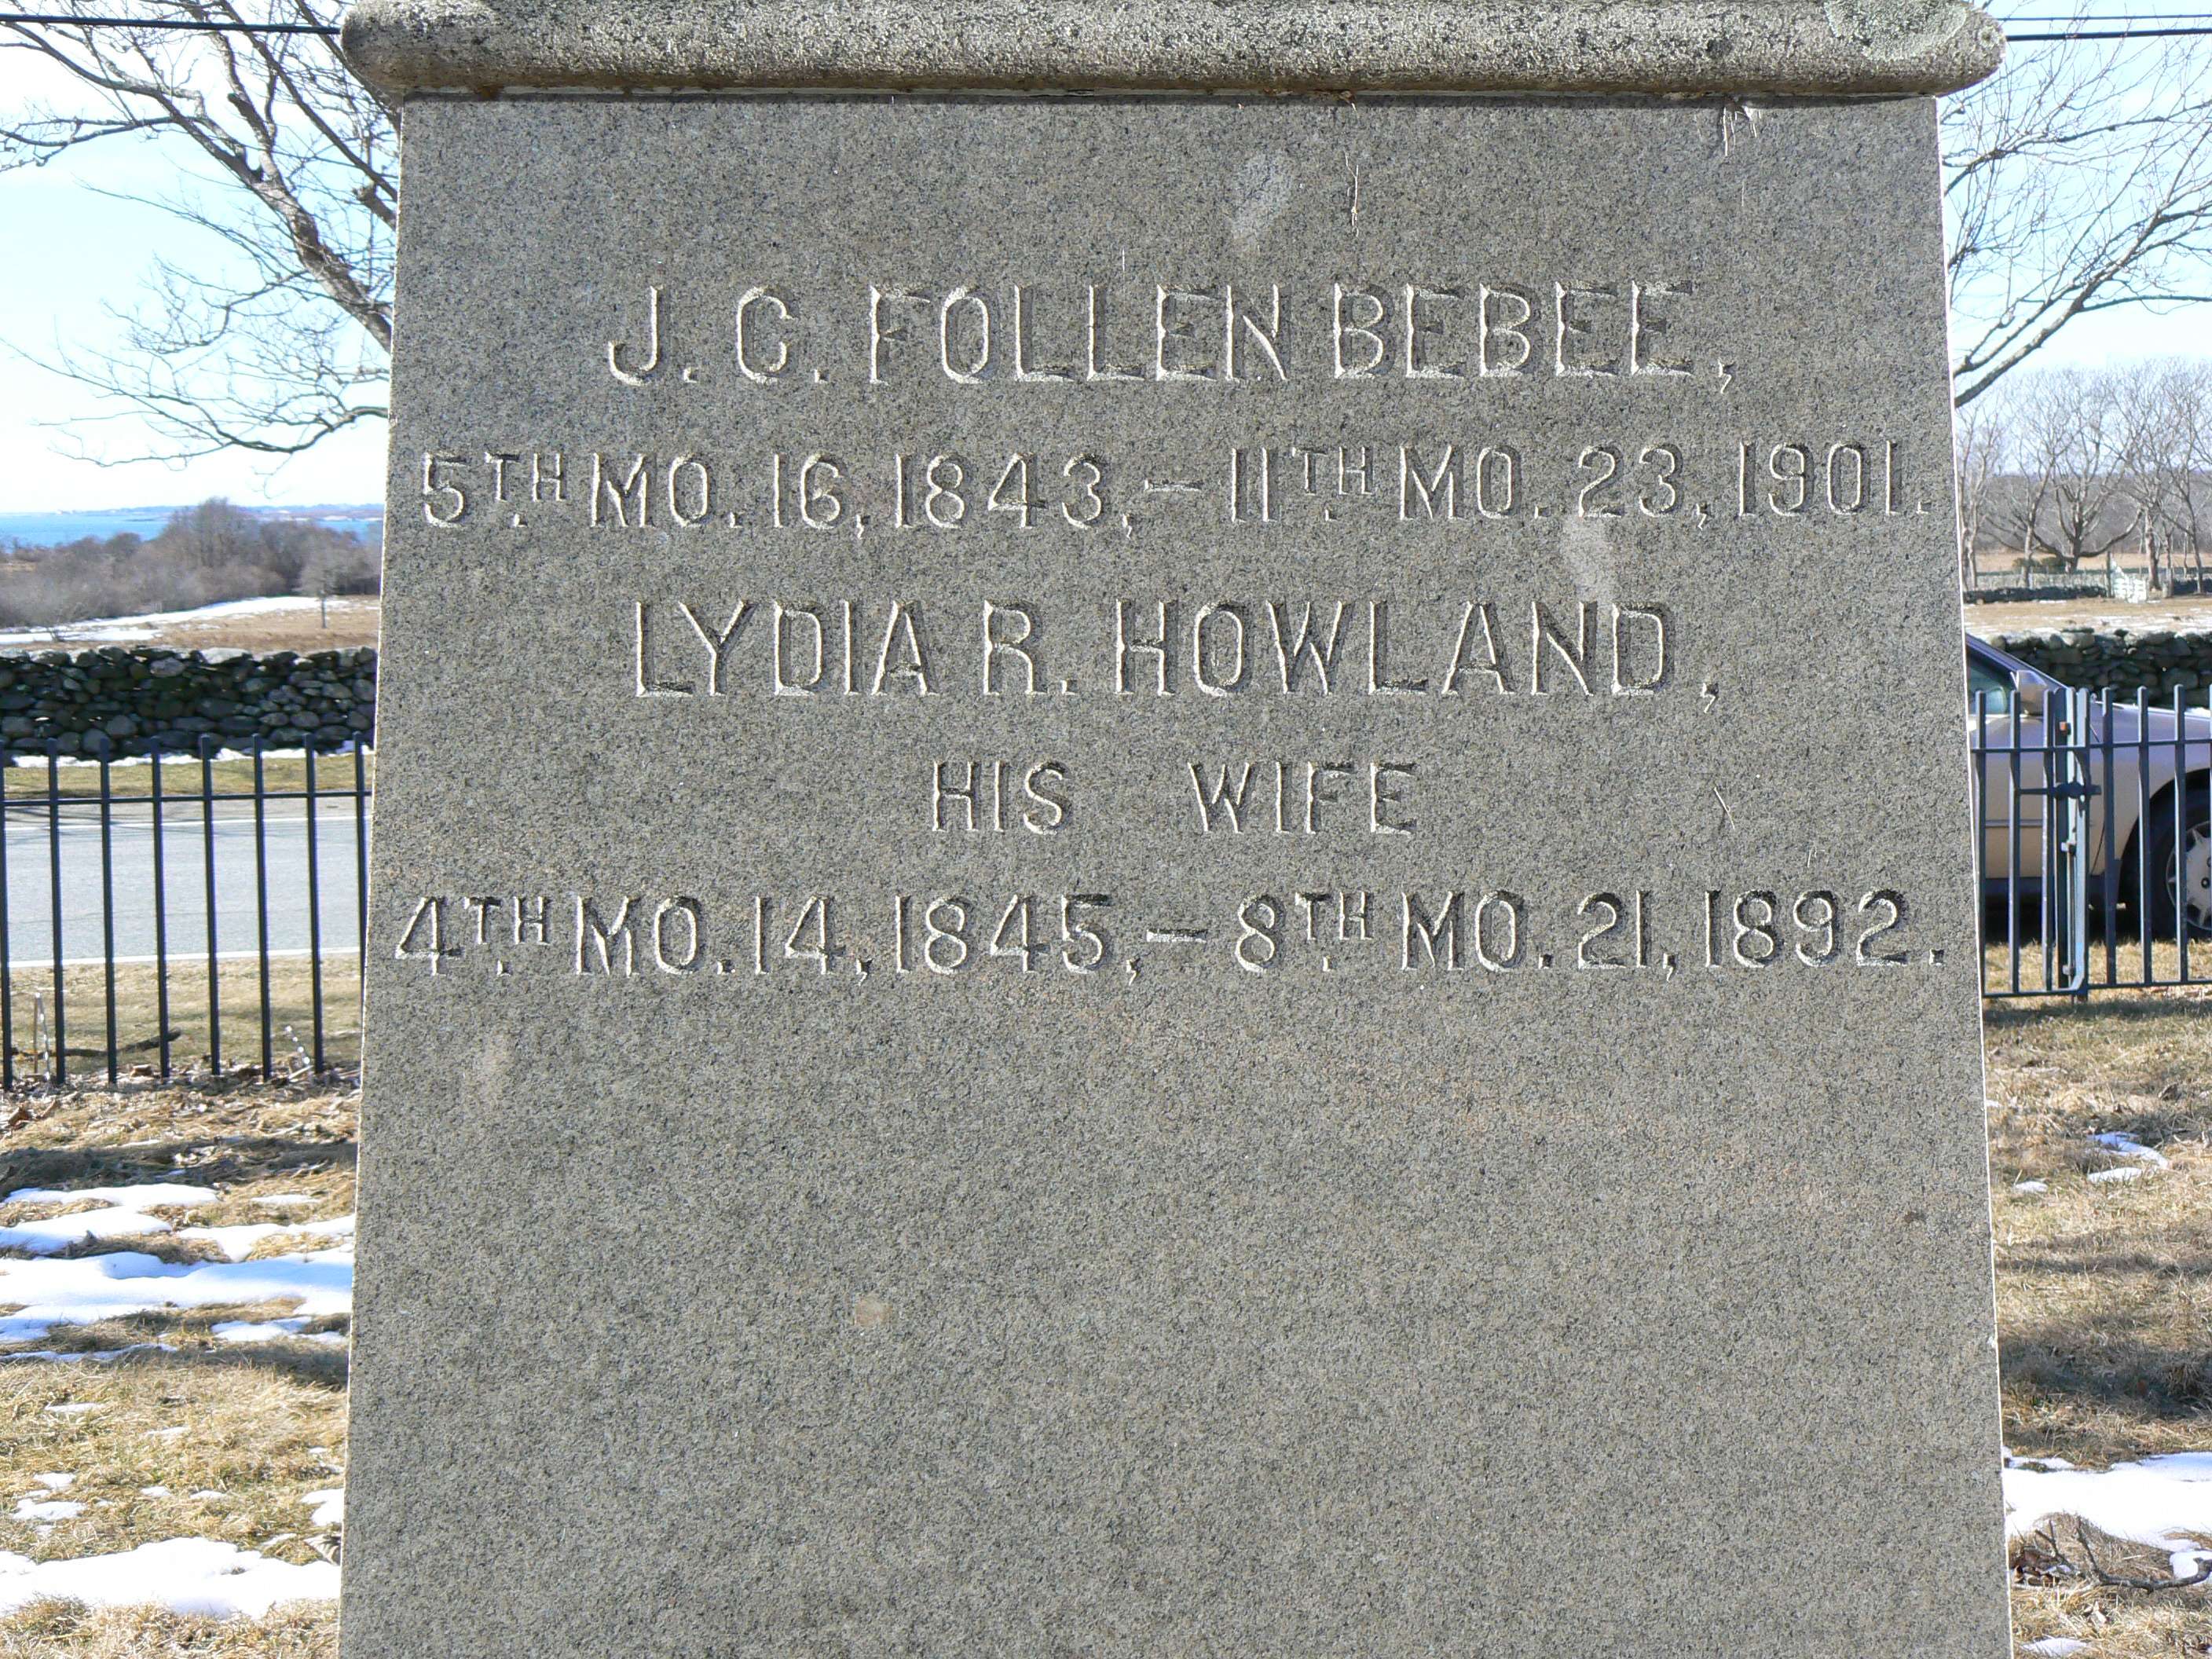 J. C. FOLLEN BEBEE,
5TH MO. 16, 1843, – 11TH MO. 23, 1901.
LYDIA R. HOWLAND,
HIS WIFE
4TH MO. 14, 1845, – 8TH MO. 21, 1892.